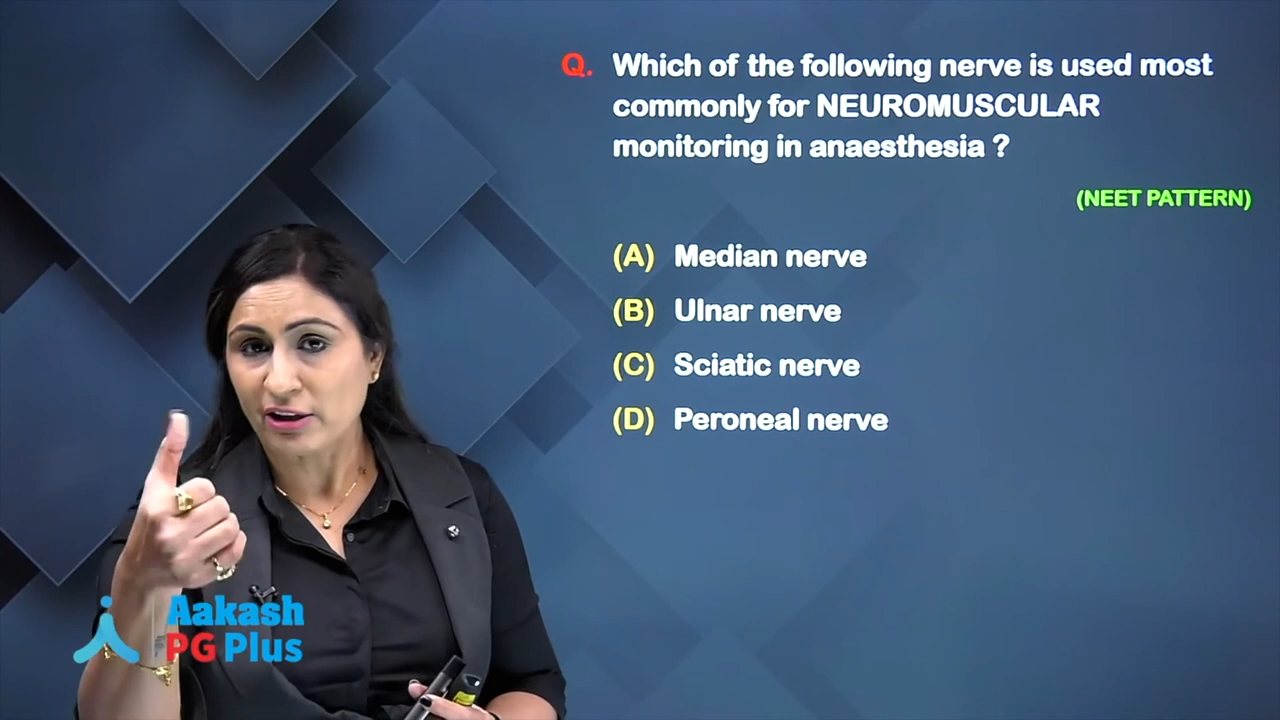 Q. Which of the following nerve is used most
commonly for NEUROMUSCULAR
monitoring in anaesthesia ?
(NEET PATTERN)
(A) Median nerve
(B) Ulnar nerve
(C) Sciatic nerve
(D) Peroneal nerve
Aakash
PG Plus